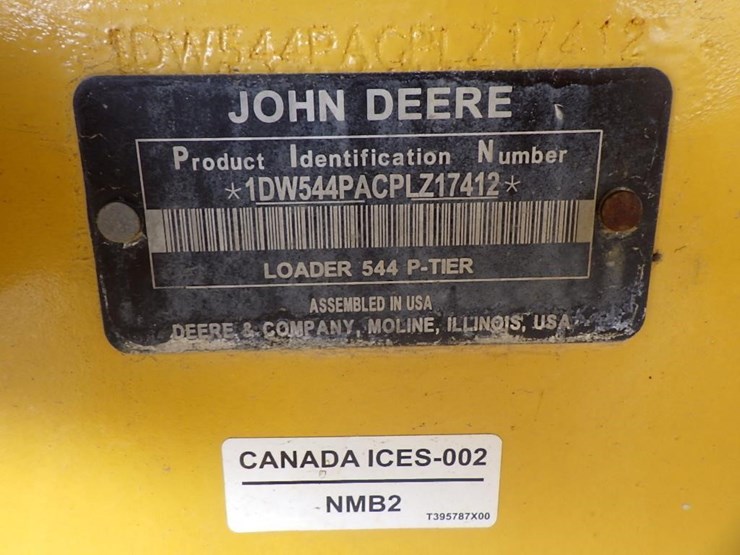 1DW544PACPLZ17412
JOHN DEERE
Product Identification Number
*1DW544PACPLZ17412*
LOADER 544 P-TIER
ASSEMBLED IN USA
DEERE & COMPANY, MOLINE, ILLINOIS, USA
CANADA ICES-002
NMB2
T395787X00